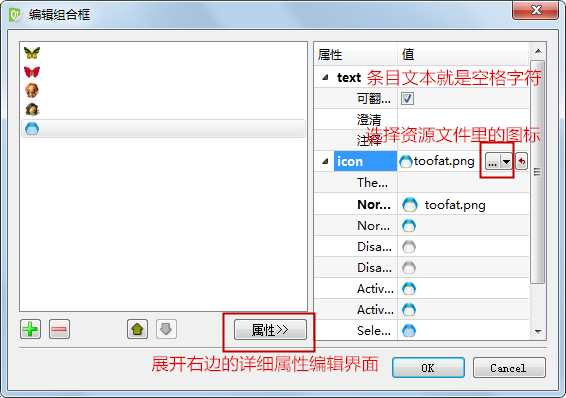 编辑组合框
属性 值
text 条目文本就是空格字符
可翻...
澄清
注释
选择资源文件里的图标
icon toofat.png ...
The...
Nor... toofat.png
Nor...
Disa...
Disa...
Activ...
Activ...
Sele...
属性>>
展开右边的详细属性编辑界面
OK Cancel